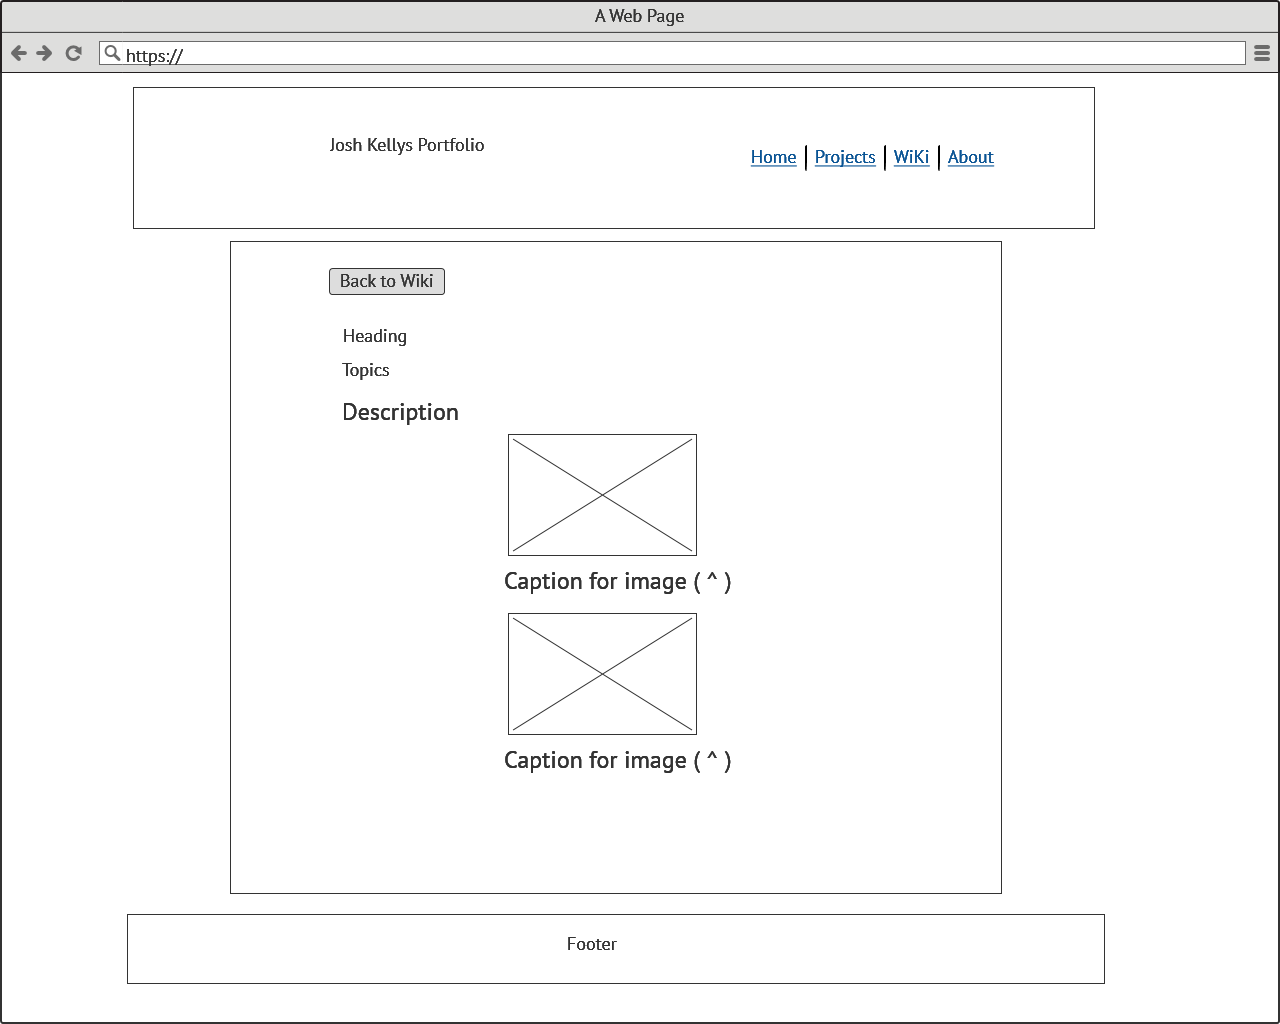 A Web Page
https://
Josh Kellys Portfolio
Home | Projects | WiKi | About
Back to Wiki
Heading
Topics
Description
Caption for image ( ^ )
Caption for image ( ^ )
Footer